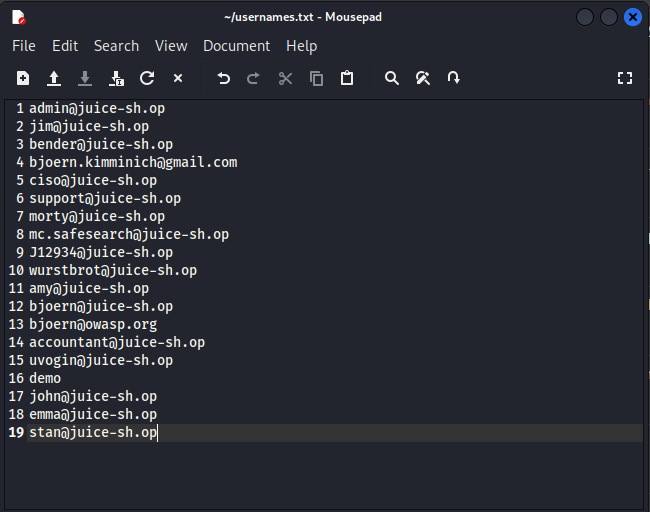 ~/usernames.txt - Mousepad
File Edit Search View Document Help
1 admin@juice-sh.op
2 jim@juice-sh.op
3 bender@juice-sh.op
4 bjoern.kimminich@gmail.com
5 ciso@juice-sh.op
6 support@juice-sh.op
7 morty@juice-sh.op
8 mc.safesearch@juice-sh.op
9 J12934@juice-sh.op
10 wurstbrot@juice-sh.op
11 amy@juice-sh.op
12 bjoern@juice-sh.op
13 bjoern@owasp.org
14 accountant@juice-sh.op
15 uvogin@juice-sh.op
16 demo
17 john@juice-sh.op
18 emma@juice-sh.op
19 stan@juice-sh.op